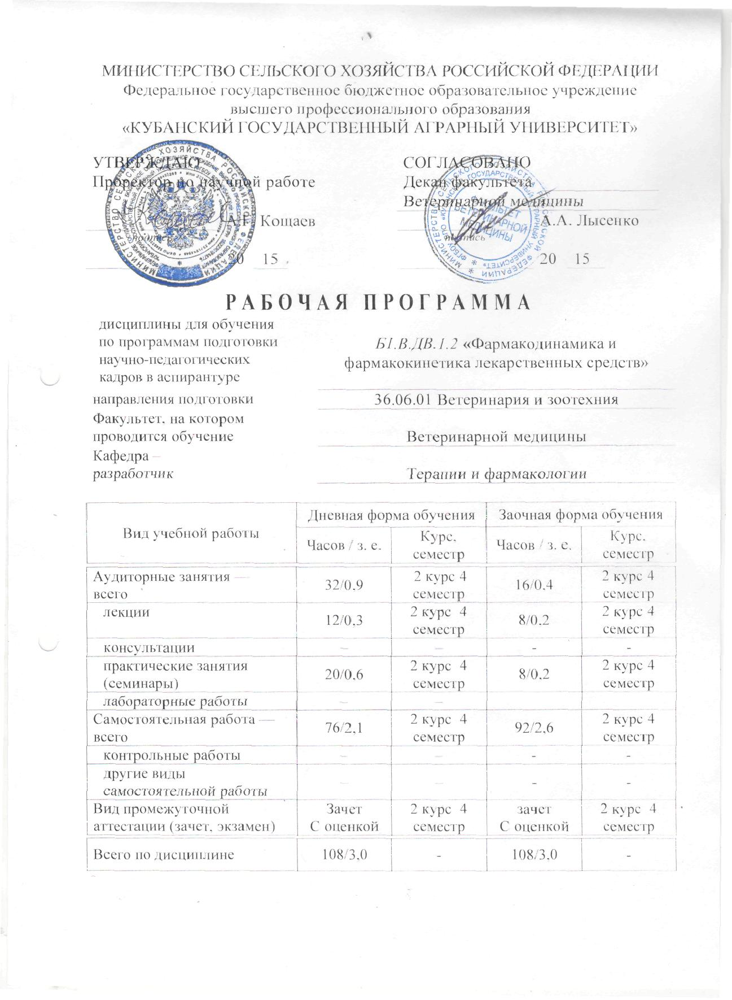 МИНИСТЕРСТВО СЕЛЬСКОГО ХОЗЯЙСТВА РОССИЙСКОЙ ФЕДЕРАЦИИ
Федеральное государственное бюджетное образовательное учреждение
высшего профессионального образования
«КУБАНСКИЙ ГОСУДАРСТВЕННЫЙ АГРАРНЫЙ УНИВЕРСИТЕТ»
УТВЕРЖДАЮ
Проректор по научной работе
Кощаев
подпись
20 15
СОГЛАСОВАНО
Декан факультета
Ветеринарной медицины
А.А. Лысенко
подпись
20 15
ФАКУЛЬТЕТ
ВЕТЕРИНАРНОЙ
МЕДИЦИНЫ
РАБОЧАЯ ПРОГРАММА
дисциплины для обучения
по программам подготовки
научно-педагогических
кадров в аспирантуре
Б1.В.ДВ.1.2 «Фармакодинамика и
фармакокинетика лекарственных средств»
направления подготовки 36.06.01 Ветеринария и зоотехния
Факультет, на котором
проводится обучение Ветеринарной медицины
Кафедра –
разработчик Терапии и фармакологии
Вид учебной работы
Дневная форма обучения Заочная форма обучения
Часов / з. е. Курс, семестр Часов / з. е. Курс, семестр
Аудиторные занятия — всего 32/0,9 2 курс 4 семестр 16/0,4 2 курс 4 семестр
лекции 12/0,3 2 курс 4 семестр 8/0,2 2 курс 4 семестр
консультации – – - -
практические занятия (семинары) 20/0,6 2 курс 4 семестр 8/0,2 2 курс 4 семестр
лабораторные работы – –
Самостоятельная работа — всего 76/2,1 2 курс 4 семестр 92/2,6 2 курс 4 семестр
контрольные работы – – - -
другие виды самостоятельной работы – – - -
Вид промежуточной аттестации (зачет, экзамен) Зачет С оценкой 2 курс 4 семестр зачет С оценкой 2 курс 4 семестр
Всего по дисциплине 108/3,0 - 108/3,0 -